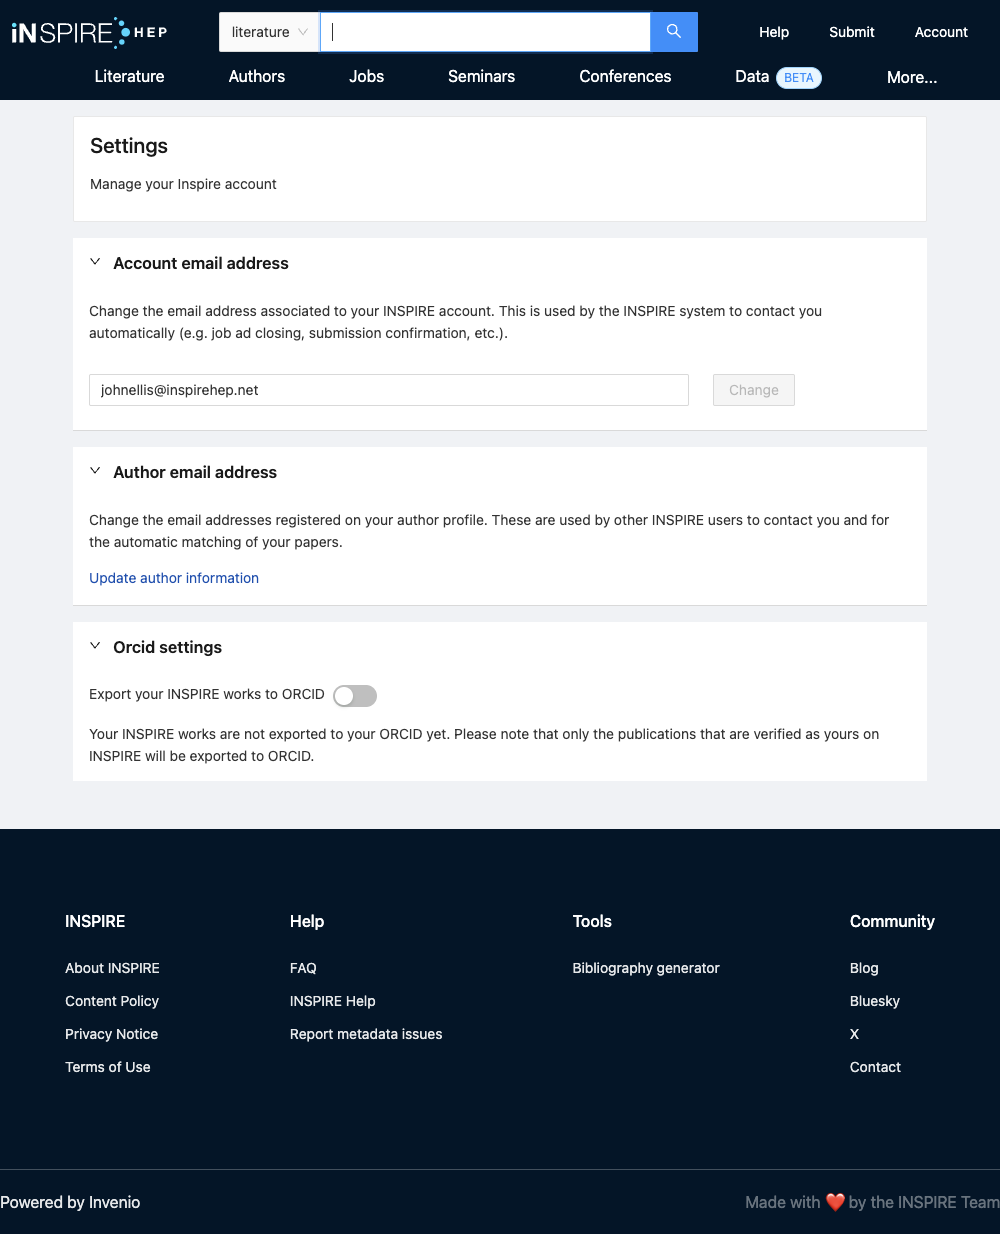 INSPIRE HEP
literature
Help
Submit
Account
Literature
Authors
Jobs
Seminars
Conferences
Data BETA
More...
Settings
Manage your Inspire account
Account email address
Change the email address associated to your INSPIRE account. This is used by the INSPIRE system to contact you
automatically (e.g. job ad closing, submission confirmation, etc.).
johnellis@inspirehep.net
Change
Author email address
Change the email addresses registered on your author profile. These are used by other INSPIRE users to contact you and for
the automatic matching of your papers.
Update author information
Orcid settings
Export your INSPIRE works to ORCID
Your INSPIRE works are not exported to your ORCID yet. Please note that only the publications that are verified as yours on
INSPIRE will be exported to ORCID.
INSPIRE
About INSPIRE
Content Policy
Privacy Notice
Terms of Use
Help
FAQ
INSPIRE Help
Report metadata issues
Tools
Bibliography generator
Community
Blog
Bluesky
X
Contact
Powered by Invenio
Made with ❤️ by the INSPIRE Team